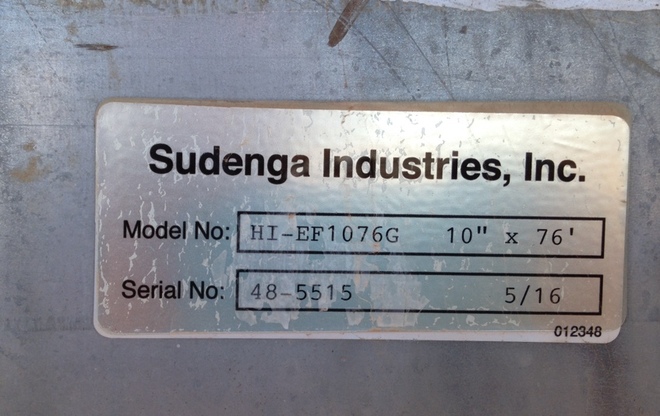 Sudenga Industries, Inc.
Model No: HI-EF1076G 10" x 76'
Serial No: 48-5515 5/16
012348